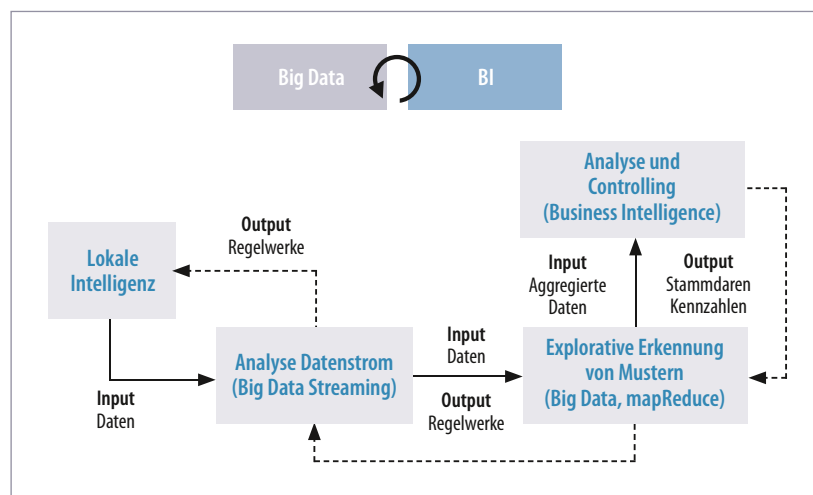 Big Data
BI
Analyse und
Controlling
(Business Intelligence)
Output
Regelwerke
Lokale
Intelligenz
Input
Aggregierte
Daten
Output
Stammdaren
Kennzahlen
Input
Daten
Analyse Datenstrom
(Big Data Streaming)
Input
Daten
Output
Regelwerke
Explorative Erkennung
von Mustern
(Big Data, mapReduce)